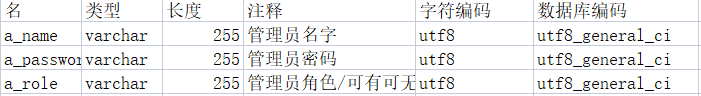 名 类型 长度 注释 字符编码 数据库编码
a_name varchar 255 管理员名字 utf8 utf8_general_ci
a_passwor varchar 255 管理员密码 utf8 utf8_general_ci
a_role varchar 255 管理员角色/可有可无 utf8 utf8_general_ci